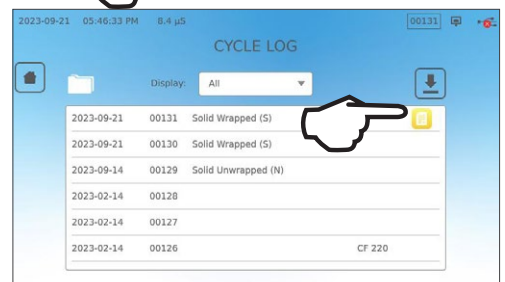 2023-09-21 05:46:33 PM 8.4 µS 00131
CYCLE LOG
Display: All
2023-09-21 00131 Solid Wrapped (S)
2023-09-21 00130 Solid Wrapped (S)
2023-09-14 00129 Solid Unwrapped (N)
2023-02-14 00128
2023-02-14 00127
2023-02-14 00126 CF 220